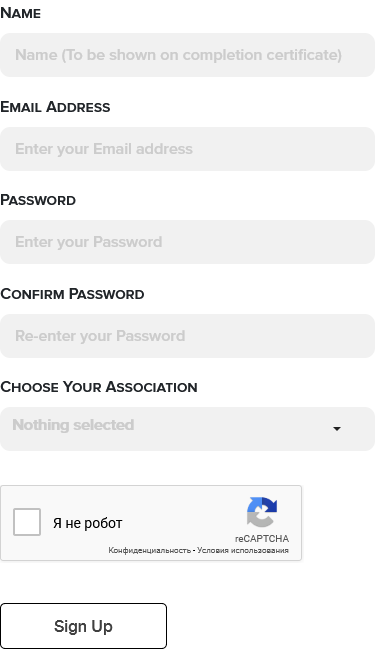 Name
Name (To be shown on completion certificate)
Email Address
Enter your Email address
Password
Enter your Password
Confirm Password
Re-enter your Password
Choose Your Association
Nothing selected
Я не робот
reCAPTCHA
Конфиденциальность • Условия использования
Sign Up